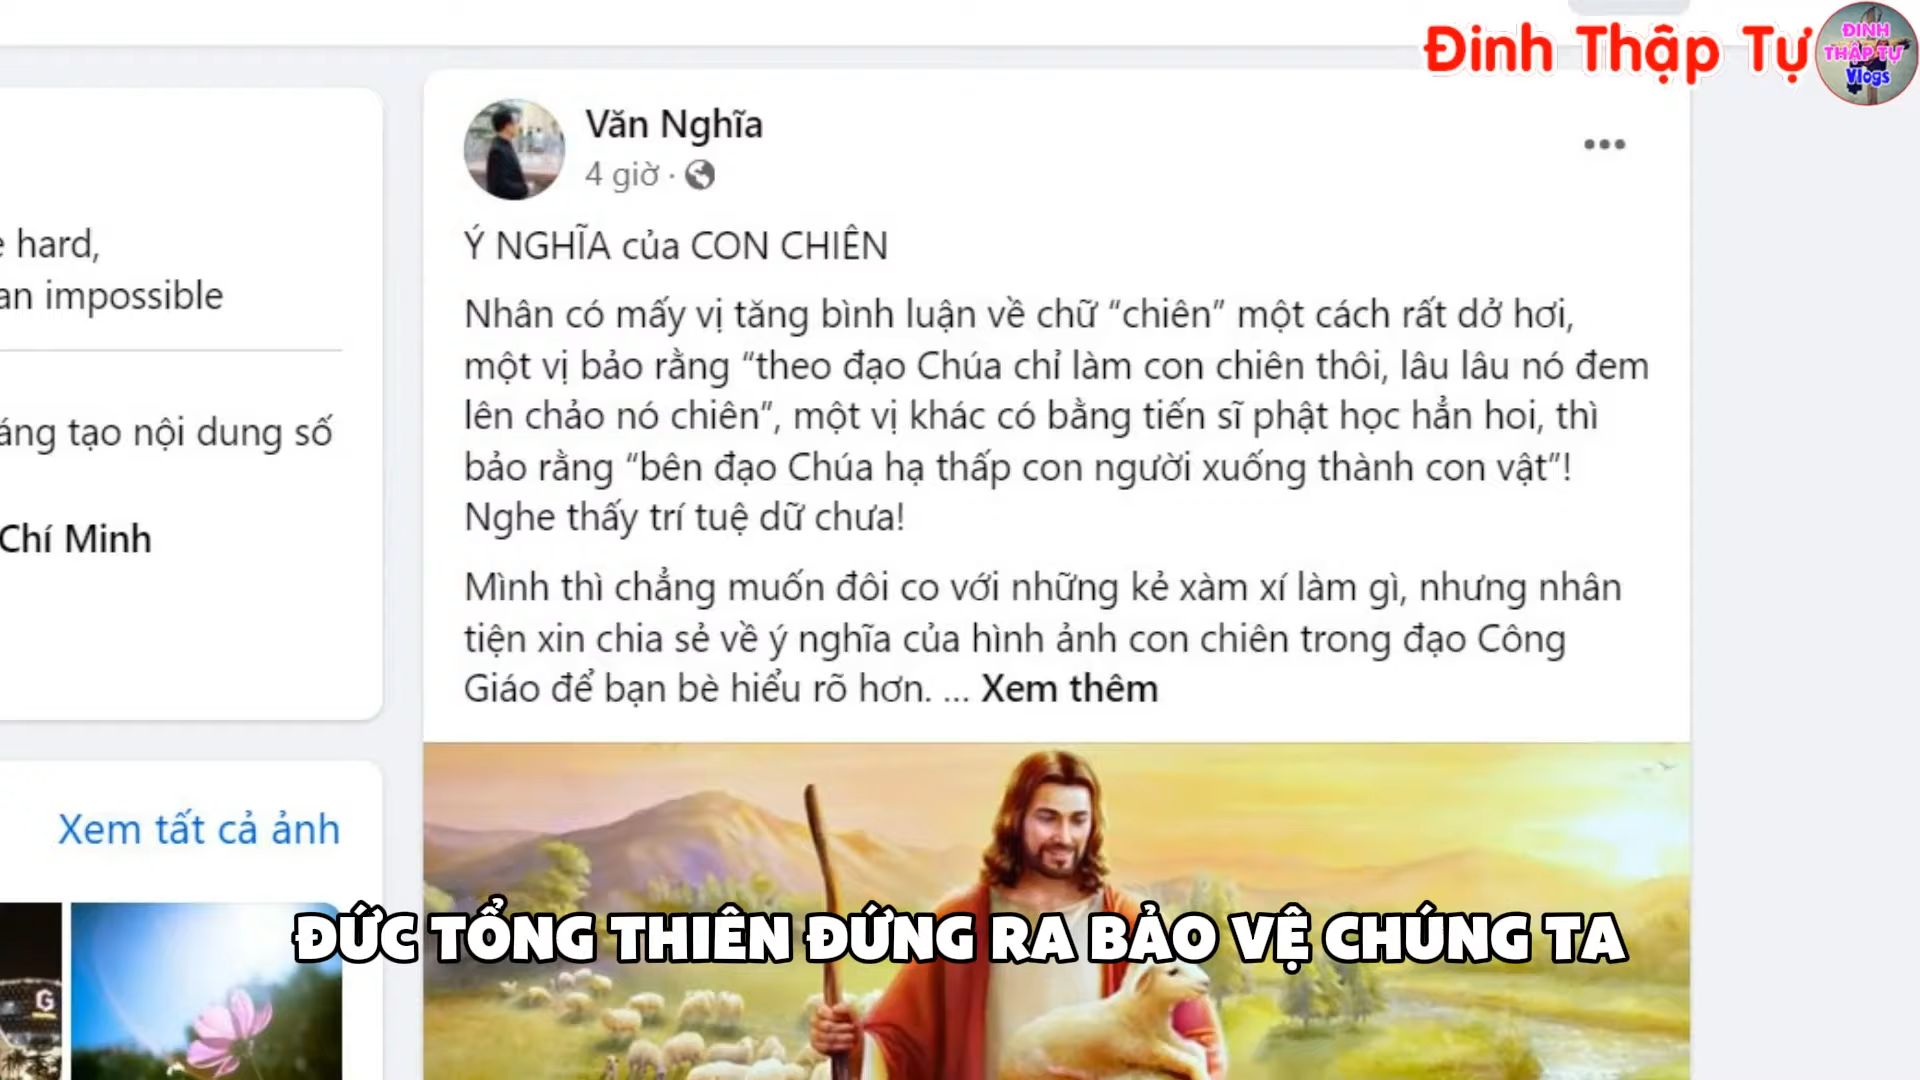 Đinh Thập Tự
ĐINH
THẬP TỰ
Vlogs
Văn Nghĩa
4 giờ ·
Ý NGHĨA của CON CHIÊN
Nhân có mấy vị tăng bình luận về chữ “chiên” một cách rất dở hơi,
một vị bảo rằng “theo đạo Chúa chỉ làm con chiên thôi, lâu lâu nó đem
lên chảo nó chiên”, một vị khác có bằng tiến sĩ phật học hẳn hoi, thì
bảo rằng “bên đạo Chúa hạ thấp con người xuống thành con vật”!
Nghe thấy trí tuệ dữ chưa!
Mình thì chẳng muốn đôi co với những kẻ xàm xí làm gì, nhưng nhân
tiện xin chia sẻ về ý nghĩa của hình ảnh con chiên trong đạo Công
Giáo để bạn bè hiểu rõ hơn. ... Xem thêm
e hard,
an impossible
áng tạo nội dung số
Chí Minh
Xem tất cả ảnh
G
ĐỨC TỔNG THIÊN ĐỨNG RA BẢO VỆ CHÚNG TA